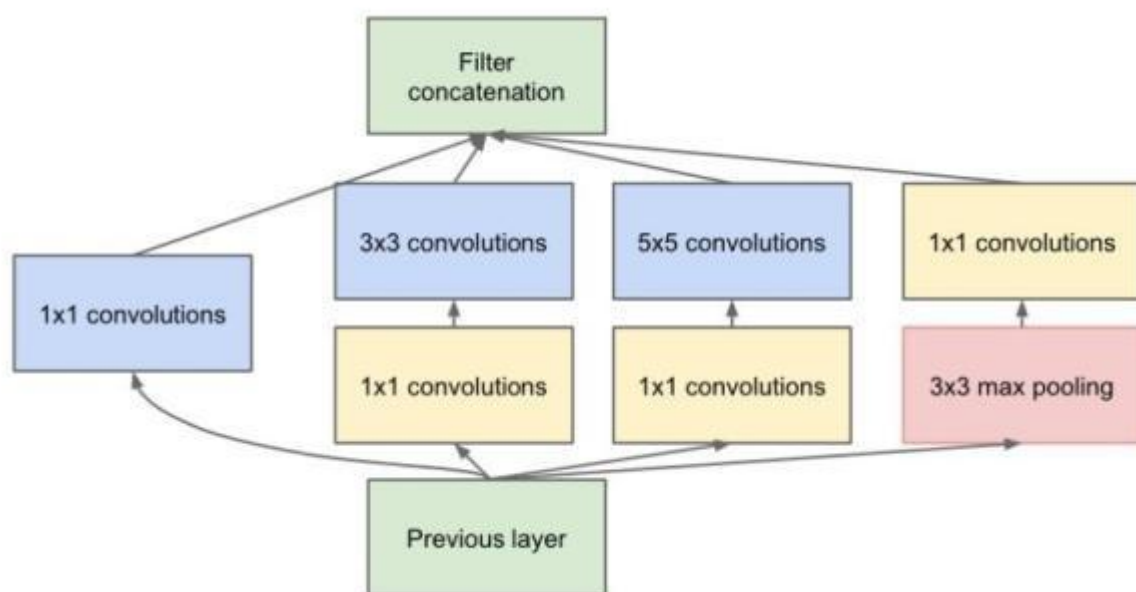 Filter
concatenation
3x3 convolutions
5x5 convolutions
1x1 convolutions
1x1 convolutions
1x1 convolutions
1x1 convolutions
3x3 max pooling
Previous layer